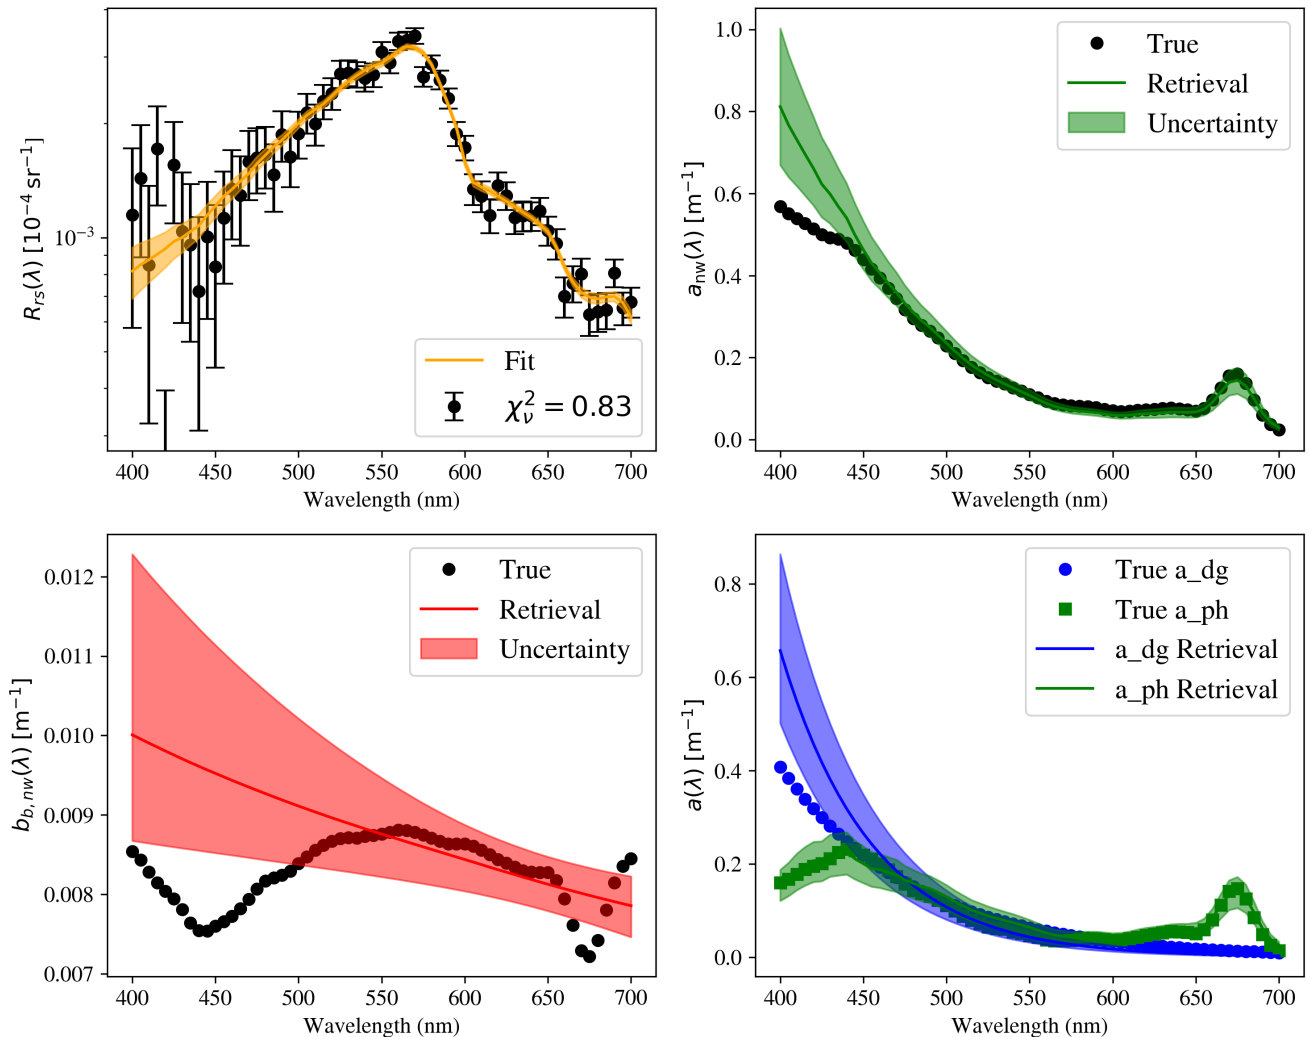 R_rs(λ) [10⁻⁴ sr⁻¹]
10⁻³
Fit
χ²_ν = 0.83
400 450 500 550 600 650 700
Wavelength (nm)
a_nw(λ) [m⁻¹]
1.0
0.8
0.6
0.4
0.2
0.0
True
Retrieval
Uncertainty
400 450 500 550 600 650 700
Wavelength (nm)
b_b,nw(λ) [m⁻¹]
0.012
0.011
0.010
0.009
0.008
0.007
True
Retrieval
Uncertainty
400 450 500 550 600 650 700
Wavelength (nm)
a(λ) [m⁻¹]
0.8
0.6
0.4
0.2
0.0
True a_dg
True a_ph
a_dg Retrieval
a_ph Retrieval
400 450 500 550 600 650 700
Wavelength (nm)